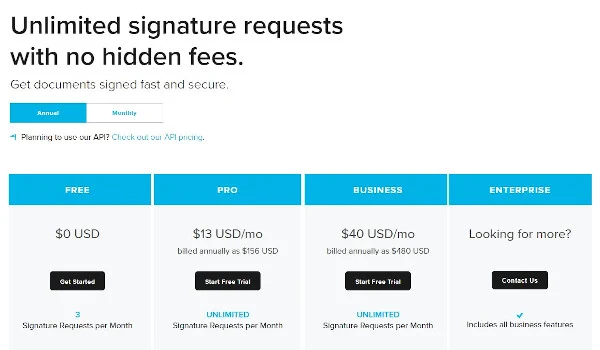 Unlimited signature requests
with no hidden fees.
Get documents signed fast and secure.
Annual Monthly
Planning to use our API? Check out our API pricing.
FREE PRO BUSINESS ENTERPRISE
$0 USD $13 USD/mo $40 USD/mo Looking for more?
billed annually as $156 USD billed annually as $480 USD
Get Started Start Free Trial Start Free Trial Contact Us
3 UNLIMITED UNLIMITED
Signature Requests per Month Signature Requests per Month Signature Requests per Month Includes all business features